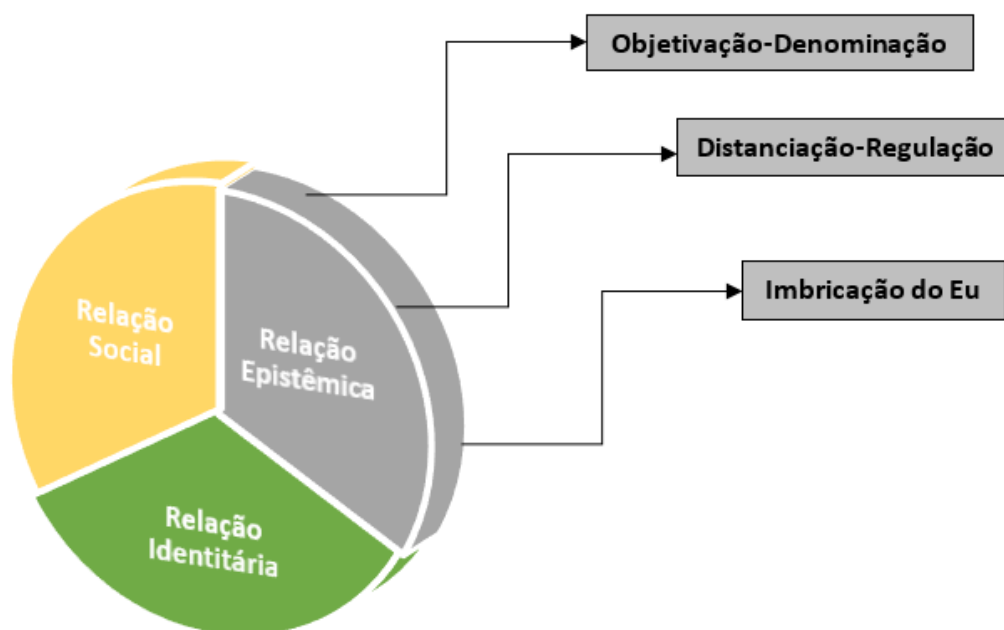 Objetivação-Denominação
Distanciação-Regulação
Imbricação do Eu
Relação
Social
Relação
Epistêmica
Relação
Identitária